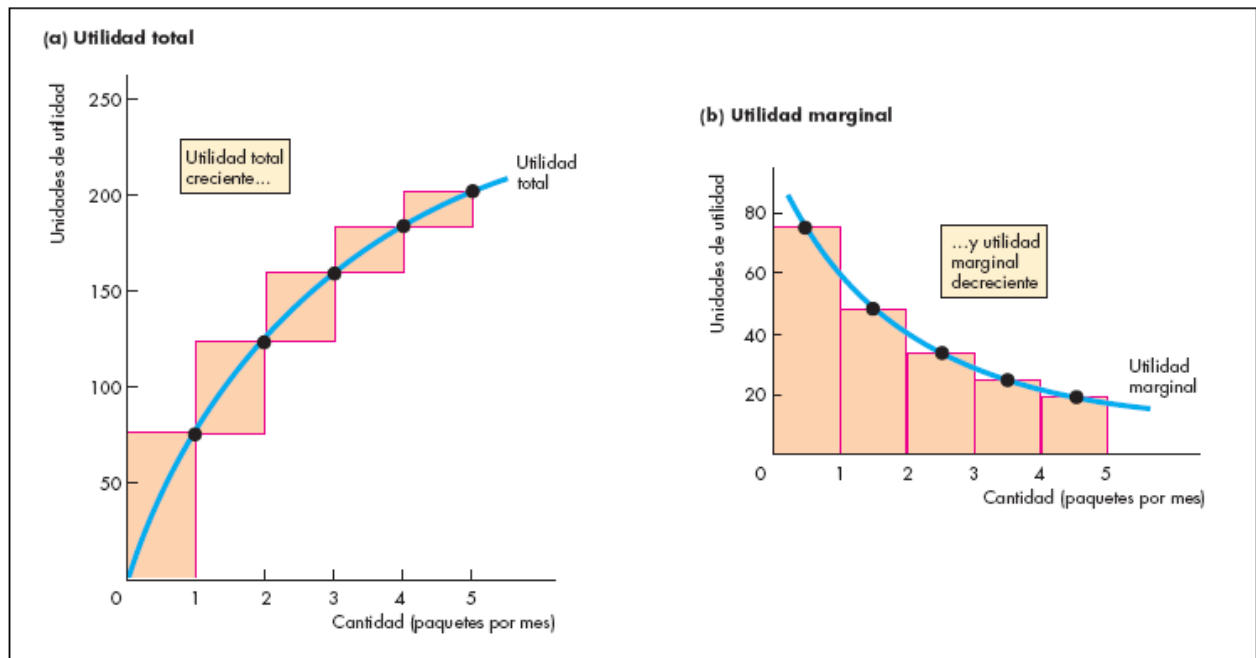 (a) Utilidad total
Unidades de utilidad
250
200
150
100
50
0
1
2
3
4
5
Cantidad (paquetes por mes)
Utilidad total
creciente…
Utilidad
total
(b) Utilidad marginal
Unidades de utilidad
80
60
40
20
0
1
2
3
4
5
Cantidad (paquetes por mes)
…y utilidad
marginal
decreciente
Utilidad
marginal